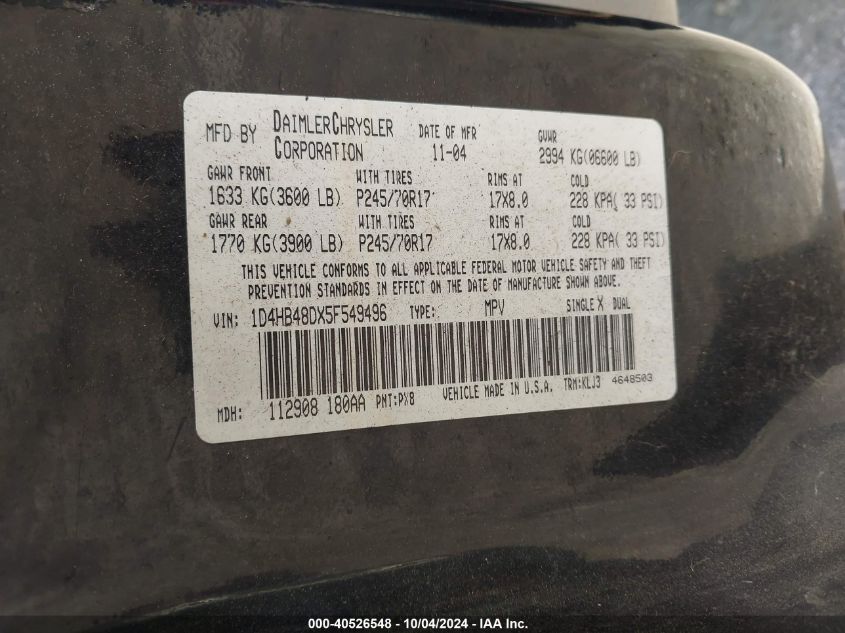 MFD BY DAIMLERCHRYSLER CORPORATION DATE OF MFR 11-04 GVWR 2994 KG(06600 LB)
GAWR FRONT WITH TIRES RIMS AT COLD
1633 KG(3600 LB) P245/70R17 17X8.0 228 KPA( 33 PSI)
GAWR REAR WITH TIRES RIMS AT COLD
1770 KG(3900 LB) P245/70R17 17X8.0 228 KPA( 33 PSI)
THIS VEHICLE CONFORMS TO ALL APPLICABLE FEDERAL MOTOR VEHICLE SAFETY AND THEFT
PREVENTION STANDARDS IN EFFECT ON THE DATE OF MANUFACTURE SHOWN ABOVE.
VIN: 1D4HB48DX5F549496 TYPE: MPV SINGLE X DUAL
MDH: 112908 180AA PNT:PX8 VEHICLE MADE IN U.S.A. TRM:KLJ3 4648503
000-40526548 - 10/04/2024 - IAA Inc.